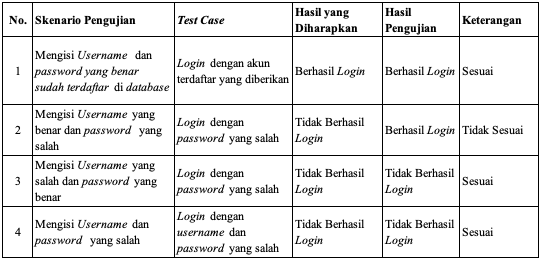 No. Skenario Pengujian Test Case Hasil yang Diharapkan Hasil Pengujian Keterangan
1 Mengisi Username dan password yang benar sudah terdaftar di database Login dengan akun terdaftar yang diberikan Berhasil Login Berhasil Login Sesuai
2 Mengisi Username yang benar dan password yang salah Login dengan password yang salah Tidak Berhasil Login Berhasil Login Tidak Sesuai
3 Mengisi Username yang salah dan password yang benar Login dengan password yang salah Tidak Berhasil Login Tidak Berhasil Login Sesuai
4 Mengisi Username dan password yang salah Login dengan username dan password yang salah Tidak Berhasil Login Tidak Berhasil Login Sesuai